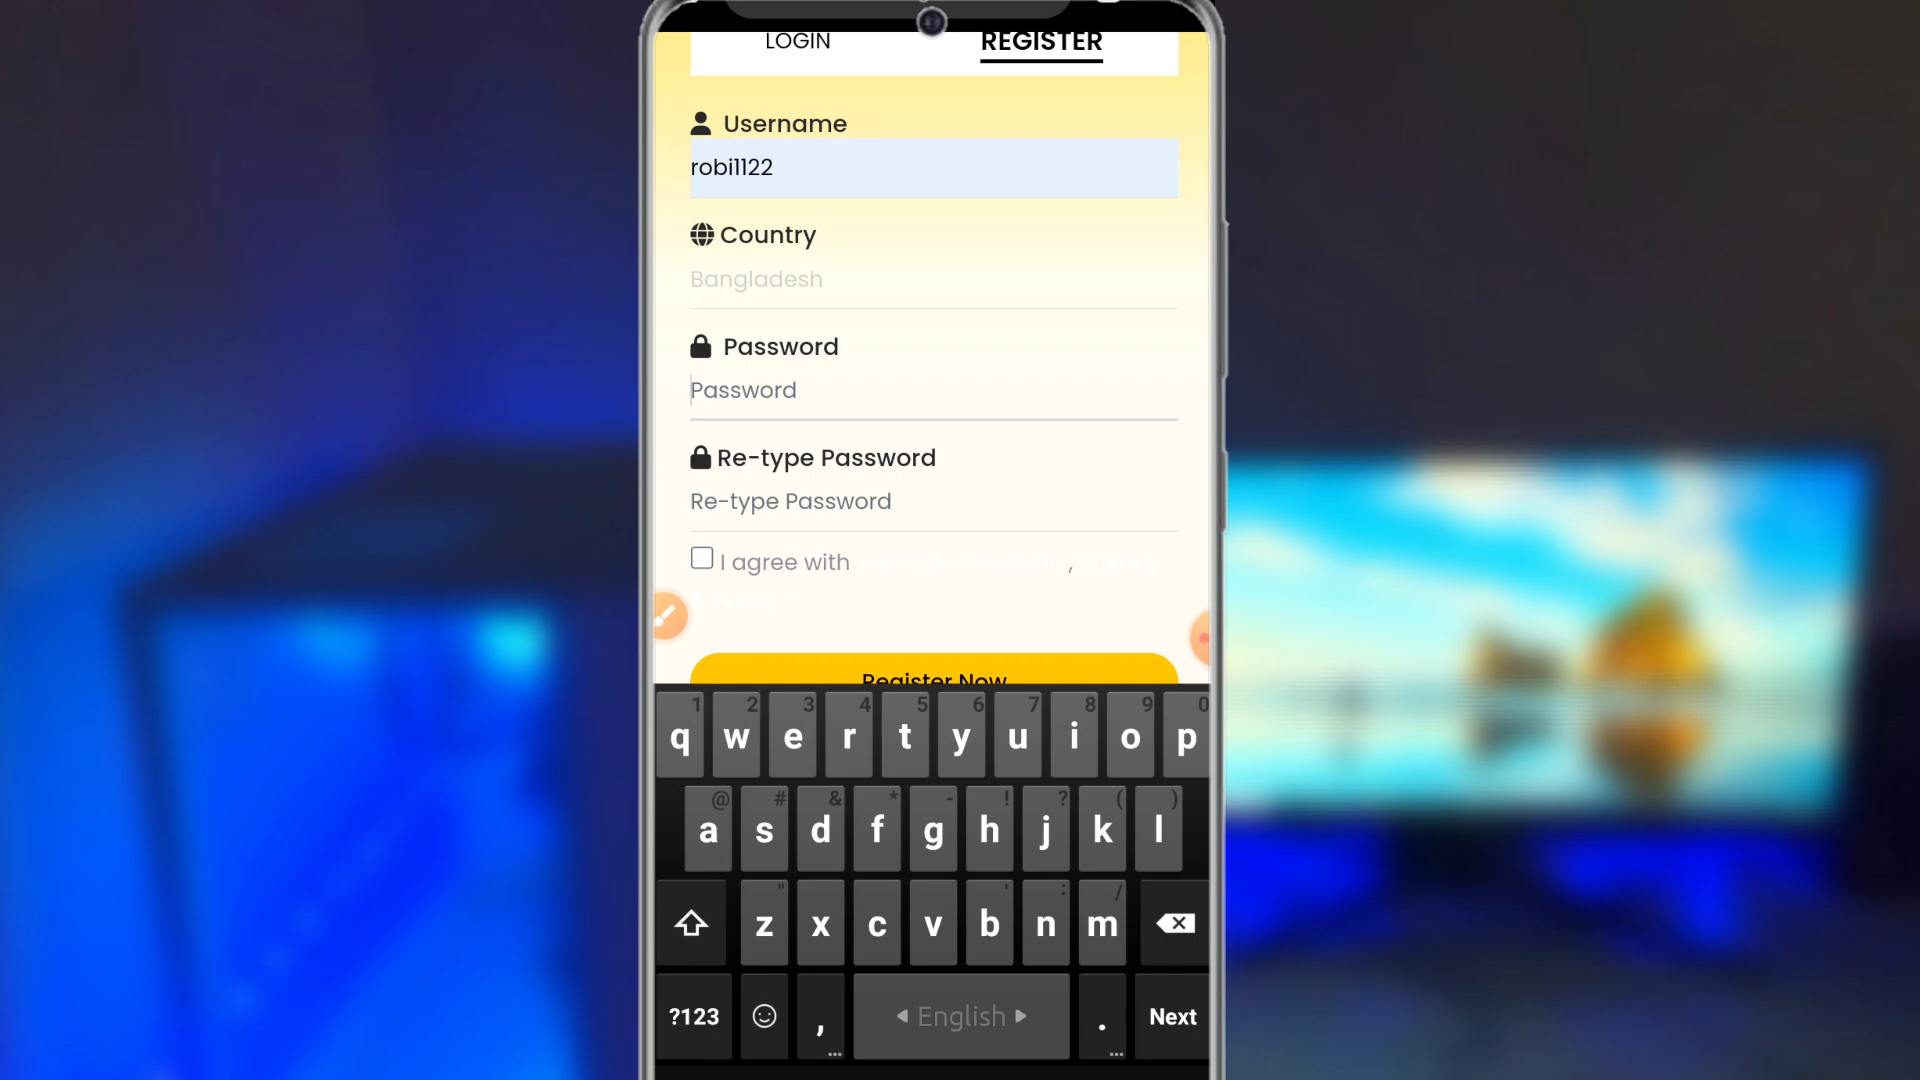 LOGIN REGISTER
Username
robi1122
Country
Bangladesh
Password
Password
Re-type Password
Re-type Password
I agree with ,
Register Now
1 2 3 4 5 6 7 8 9 0
q w e r t y u i o p
@ # & * - ! ? ( )
a s d f g h j k l
" ' : /
z x c v b n m
?123 , English . Next